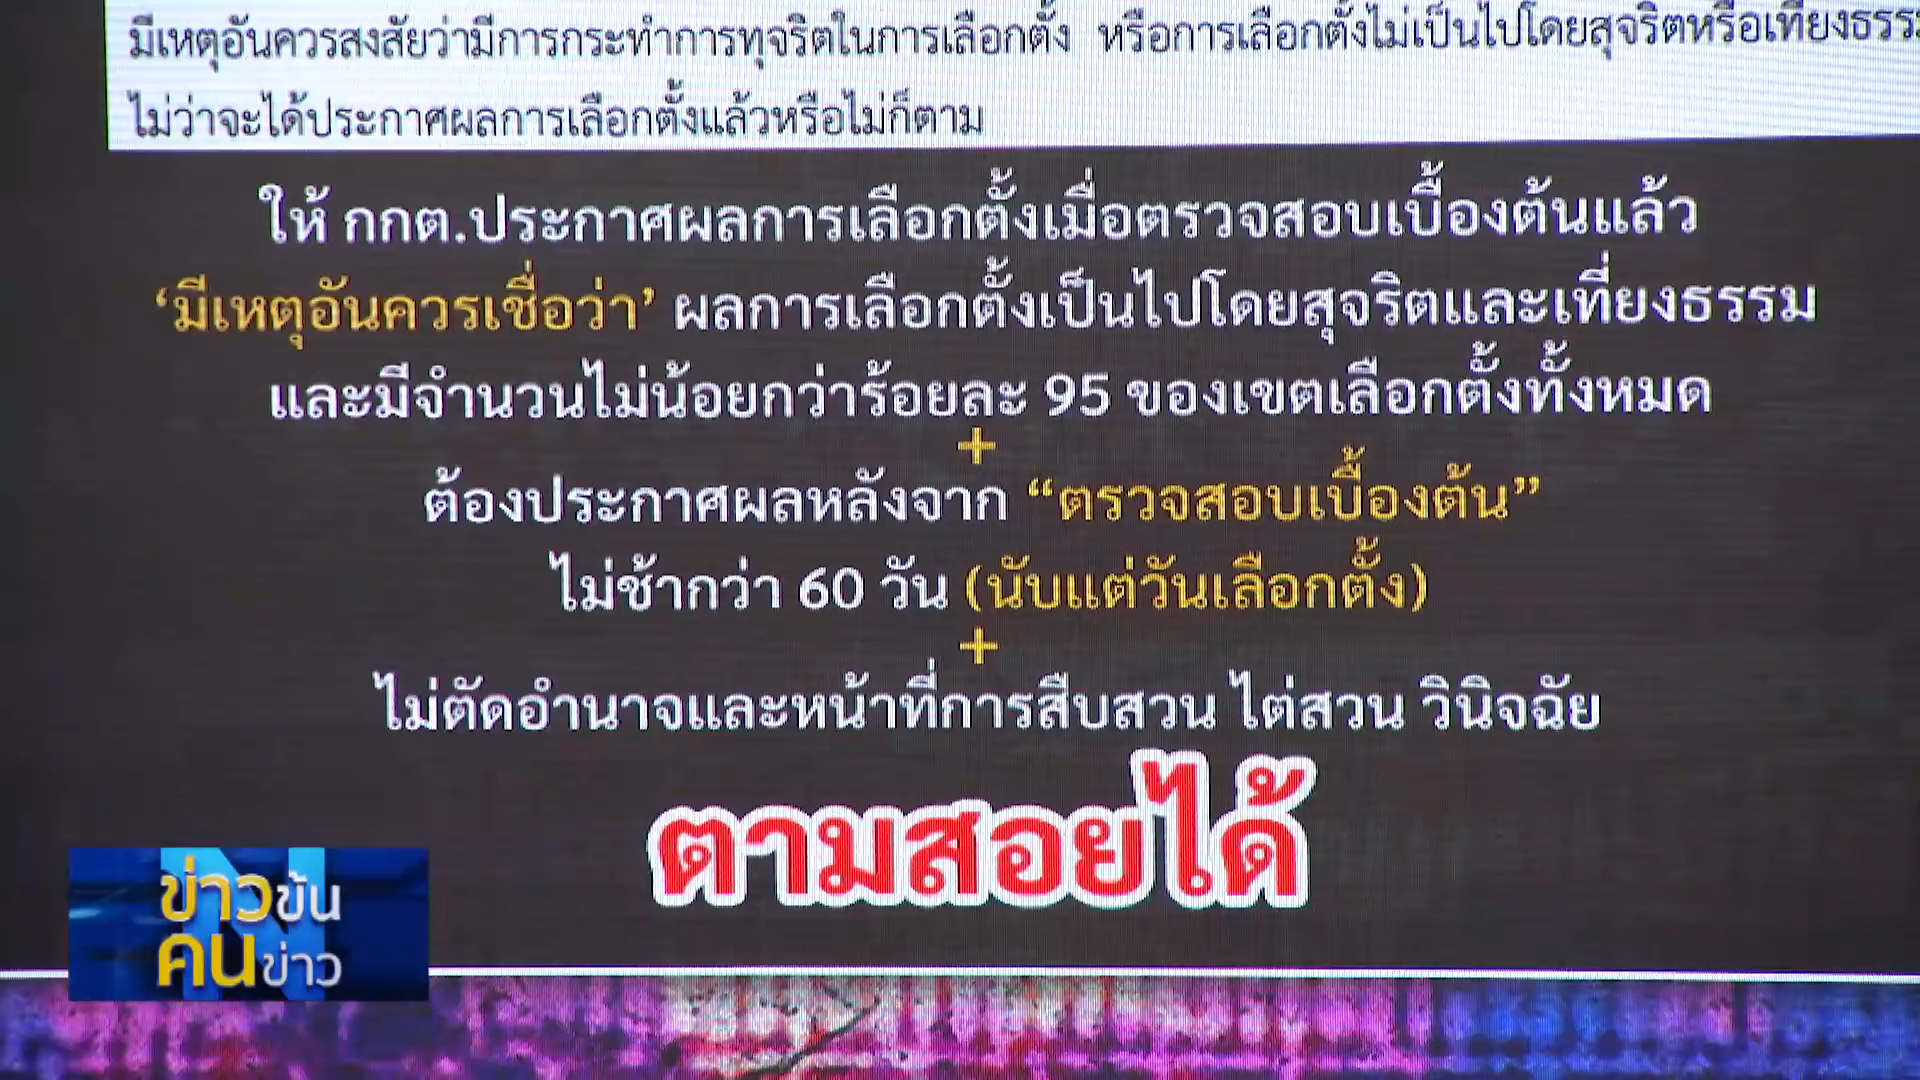 มีเหตุอันควรสงสัยว่ามีการกระทำการทุจริตในการเลือกตั้ง หรือการเลือกตั้งไม่เป็นไปโดยสุจริตหรือเที่ยงธรรม
ไม่ว่าจะได้ประกาศผลการเลือกตั้งแล้วหรือไม่ก็ตาม
ให้ กกต.ประกาศผลการเลือกตั้งเมื่อตรวจสอบเบื้องต้นแล้ว
‘มีเหตุอันควรเชื่อว่า’ ผลการเลือกตั้งเป็นไปโดยสุจริตและเที่ยงธรรม
และมีจำนวนไม่น้อยกว่าร้อยละ 95 ของเขตเลือกตั้งทั้งหมด
+
ต้องประกาศผลหลังจาก “ตรวจสอบเบื้องต้น”
ไม่ช้ากว่า 60 วัน (นับแต่วันเลือกตั้ง)
+
ไม่ตัดอำนาจและหน้าที่การสืบสวน ไต่สวน วินิจฉัย
ตามสอยได้
N
ข่าวข้น
คนข่าว